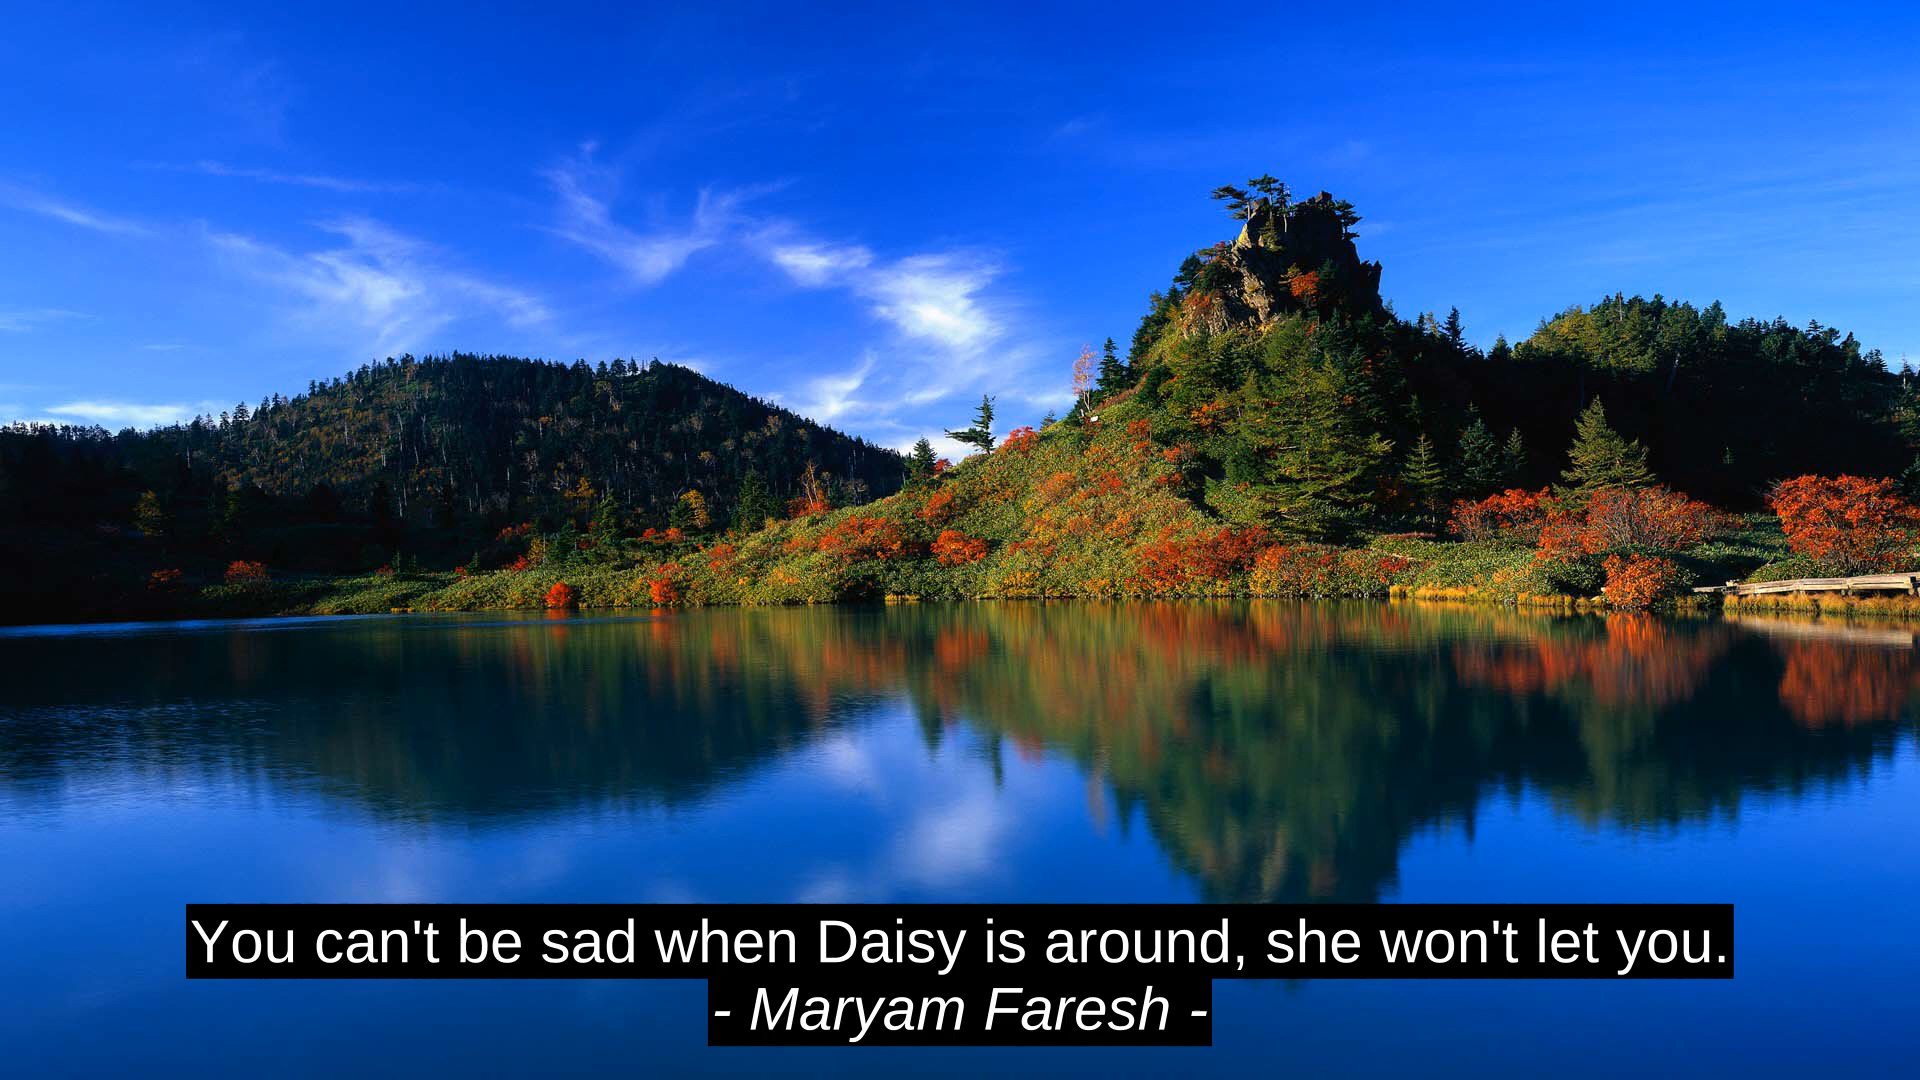 You can't be sad when Daisy is around, she won't let you.
- Maryam Faresh -